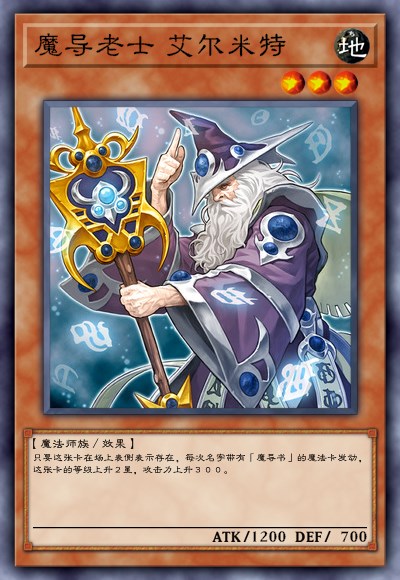 魔导老士 艾尔米特
地
【魔法师族／效果】
只要这张卡在场上表侧表示存在，每次名字带有「魔导书」的魔法卡发动，
这张卡的等级上升２星，攻击力上升３００。
ATK/1200 DEF/ 700